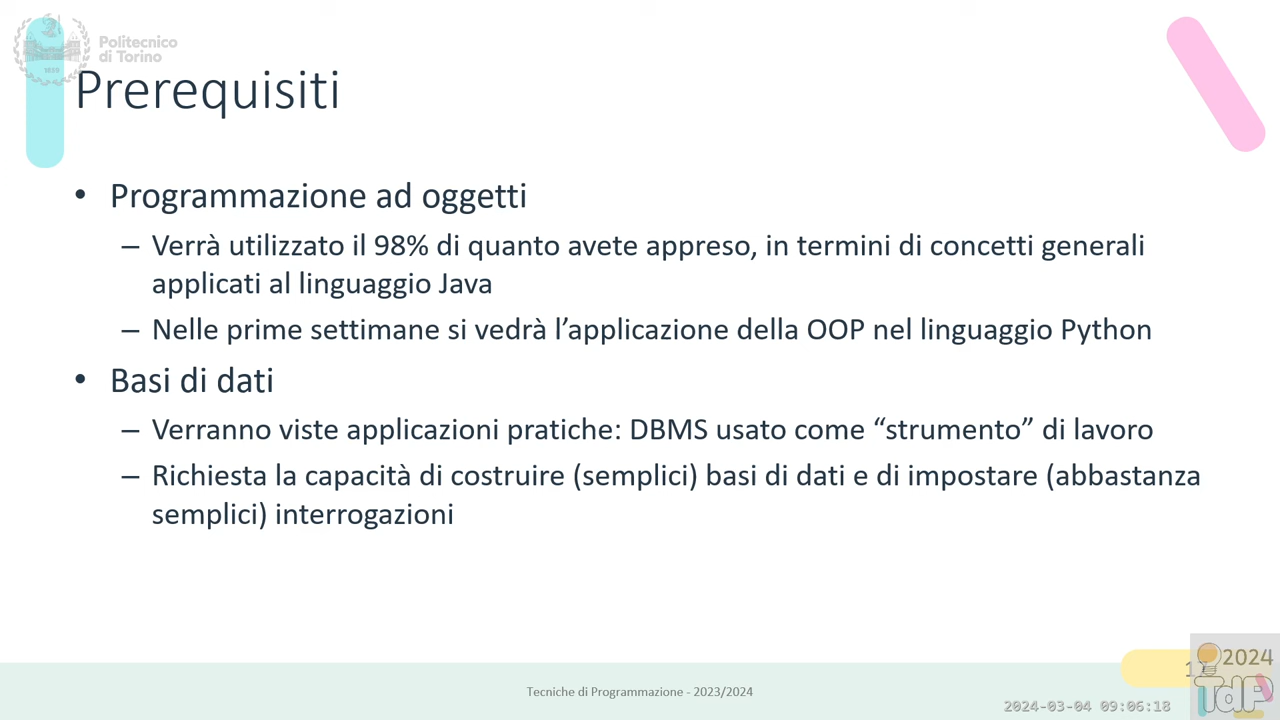 Politecnico
di Torino
1859
Prerequisiti
• Programmazione ad oggetti
– Verrà utilizzato il 98% di quanto avete appreso, in termini di concetti generali
applicati al linguaggio Java
– Nelle prime settimane si vedrà l’applicazione della OOP nel linguaggio Python
• Basi di dati
– Verranno viste applicazioni pratiche: DBMS usato come “strumento” di lavoro
– Richiesta la capacità di costruire (semplici) basi di dati e di impostare (abbastanza
semplici) interrogazioni
Tecniche di Programmazione - 2023/2024
2024
TdP
2024-03-04 09:06:18